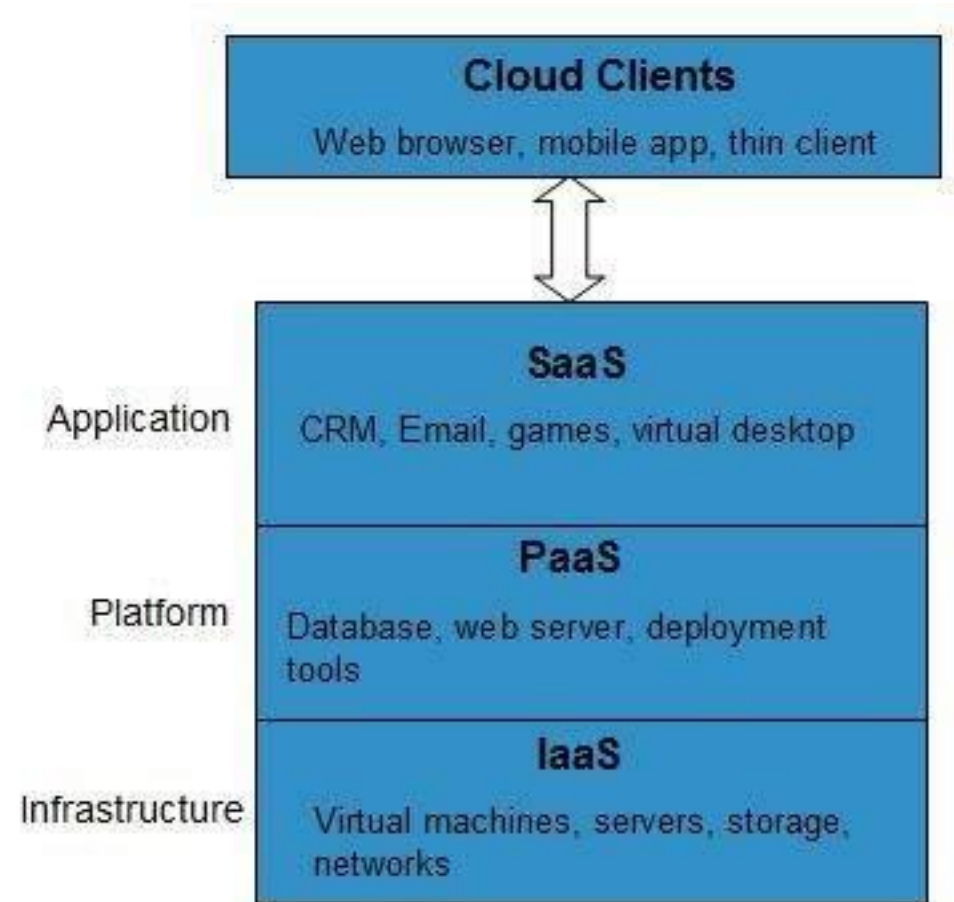 Cloud Clients
Web browser, mobile app, thin client
SaaS
Application
CRM, Email, games, virtual desktop
PaaS
Platform
Database, web server, deployment
tools
IaaS
Infrastructure
Virtual machines, servers, storage,
networks